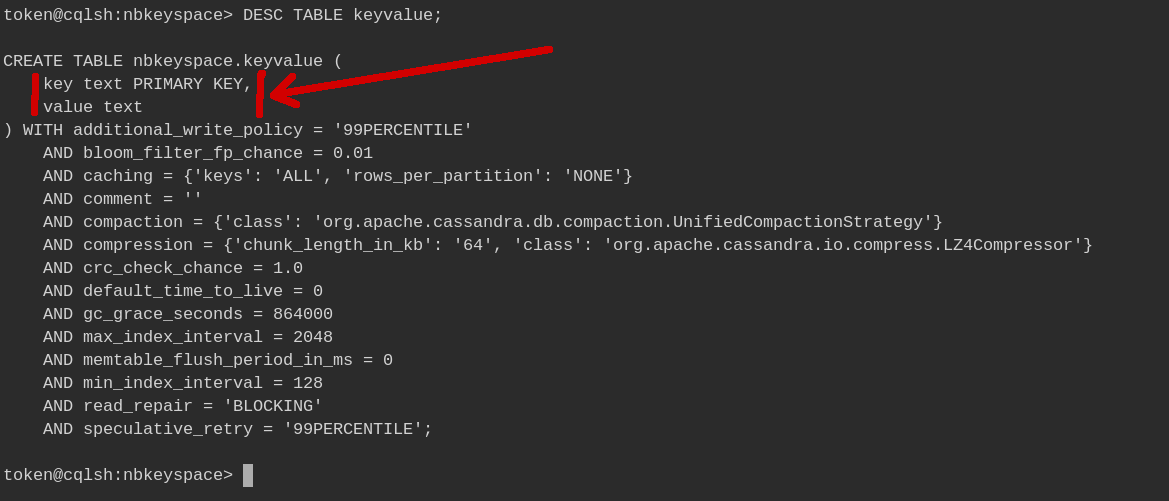 token@cqlsh:nbkeyspace> DESC TABLE keyvalue;
CREATE TABLE nbkeyspace.keyvalue (
    key text PRIMARY KEY,
    value text
) WITH additional_write_policy = '99PERCENTILE'
    AND bloom_filter_fp_chance = 0.01
    AND caching = {'keys': 'ALL', 'rows_per_partition': 'NONE'}
    AND comment = ''
    AND compaction = {'class': 'org.apache.cassandra.db.compaction.UnifiedCompactionStrategy'}
    AND compression = {'chunk_length_in_kb': '64', 'class': 'org.apache.cassandra.io.compress.LZ4Compressor'}
    AND crc_check_chance = 1.0
    AND default_time_to_live = 0
    AND gc_grace_seconds = 864000
    AND max_index_interval = 2048
    AND memtable_flush_period_in_ms = 0
    AND min_index_interval = 128
    AND read_repair = 'BLOCKING'
    AND speculative_retry = '99PERCENTILE';
token@cqlsh:nbkeyspace>